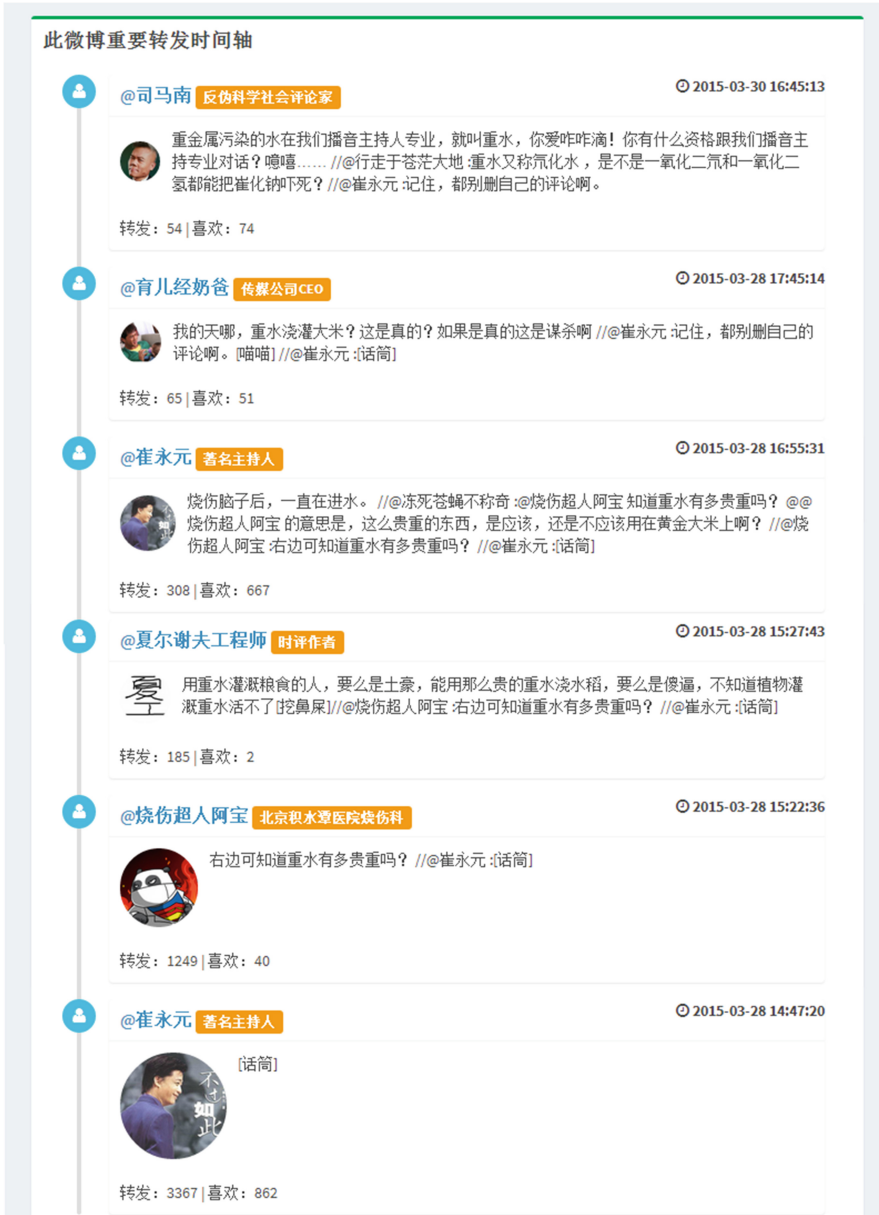 此微博重要转发时间轴
@司马南 反伪科学社会评论家 2015-03-30 16:45:13
重金属污染的水在我们播音主持人专业，就叫重水，你爱咋咋滴！你有什么资格跟我们播音主
持专业对话？噫嘻…… //@行走于苍茫大地 :重水又称氘化水 ，是不是一氧化二氘和一氧化二
氢都能把崔化钠吓死？//@崔永元 :记住，都别删自己的评论啊。
转发：54 | 喜欢：74
@育儿经奶爸 传媒公司CEO 2015-03-28 17:45:14
我的天哪，重水浇灌大米？这是真的？如果是真的这是谋杀啊 //@崔永元 :记住，都别删自己的
评论啊。[喵喵] //@崔永元 :[话筒]
转发：65 | 喜欢：51
@崔永元 著名主持人 2015-03-28 16:55:31
烧伤脑子后，一直在进水。 //@冻死苍蝇不称奇 :@烧伤超人阿宝 知道重水有多贵重吗？ @@
烧伤超人阿宝 的意思是，这么贵重的东西，是应该，还是不应该用在黄金大米上啊？ //@烧
伤超人阿宝 :右边可知道重水有多贵重吗？ //@崔永元 :[话筒]
转发：308 | 喜欢：667
@夏尔谢夫工程师 时评作者 2015-03-28 15:27:43
夏
工
用重水灌溉粮食的人，要么是土豪，能用那么贵的重水浇水稻，要么是傻逼，不知道植物灌
溉重水活不了[挖鼻屎]//@烧伤超人阿宝 :右边可知道重水有多贵重吗？ //@崔永元 :[话筒]
转发：185 | 喜欢：2
@烧伤超人阿宝 北京积水潭医院烧伤科 2015-03-28 15:22:36
右边可知道重水有多贵重吗？ //@崔永元 :[话筒]
转发：1249 | 喜欢：40
@崔永元 著名主持人 2015-03-28 14:47:20
不过
如此
[话筒]
转发：3367 | 喜欢：862